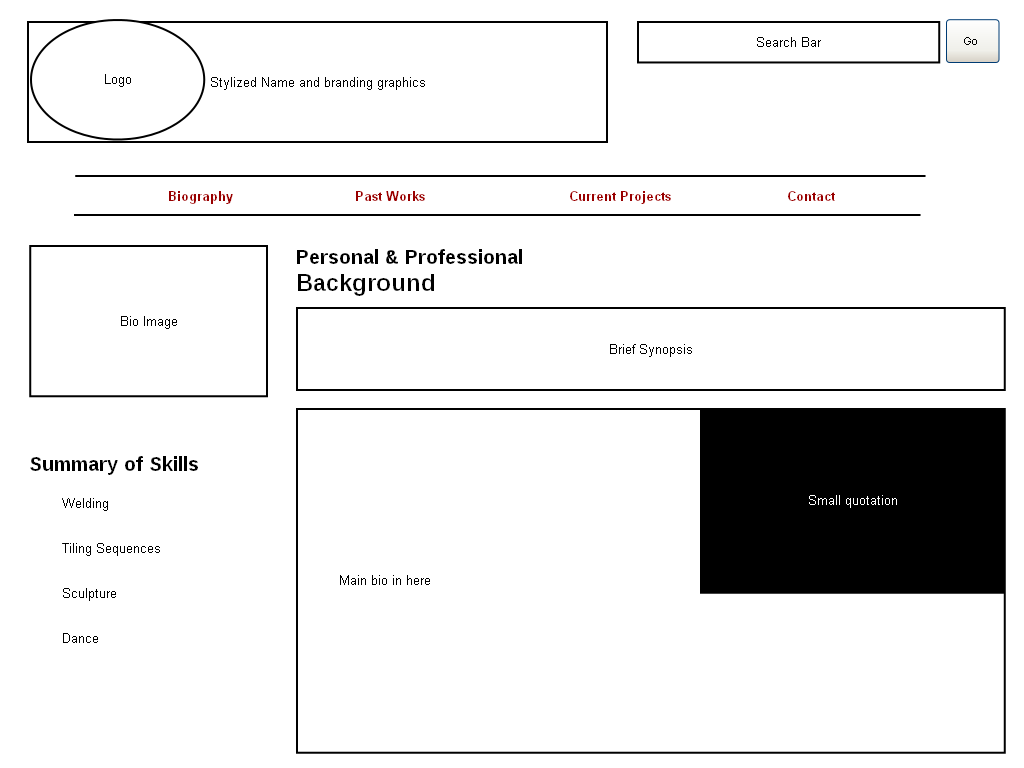 Logo
Stylized Name and branding graphics
Search Bar
Go
Biography
Past Works
Current Projects
Contact
Bio Image
Personal & Professional
Background
Brief Synopsis
Summary of Skills
Welding
Tiling Sequences
Sculpture
Dance
Main bio in here
Small quotation